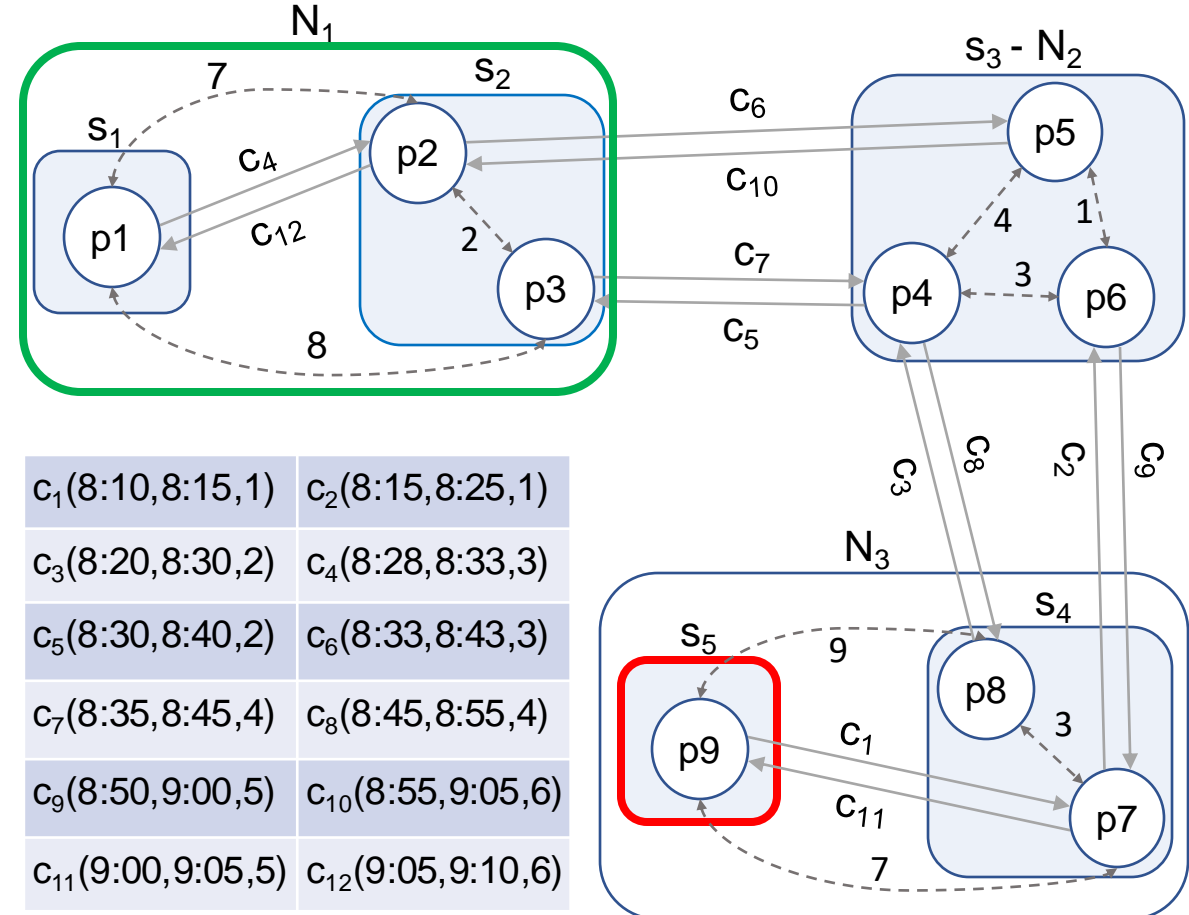 N₁
s₃ - N₂
7
s₂
s₁
c₆
p2
p5
c₄
c₁₀
c₁₂
4
1
2
p1
c₇
3
p3
p4
p6
c₅
8
c₃
c₈
c₂
c₉
c₁(8:10,8:15,1)
c₂(8:15,8:25,1)
c₃(8:20,8:30,2)
c₄(8:28,8:33,3)
c₅(8:30,8:40,2)
c₆(8:33,8:43,3)
c₇(8:35,8:45,4)
c₈(8:45,8:55,4)
c₉(8:50,9:00,5)
c₁₀(8:55,9:05,6)
c₁₁(9:00,9:05,5)
c₁₂(9:05,9:10,6)
N₃
s₄
s₅
9
p8
3
p9
c₁
c₁₁
p7
7